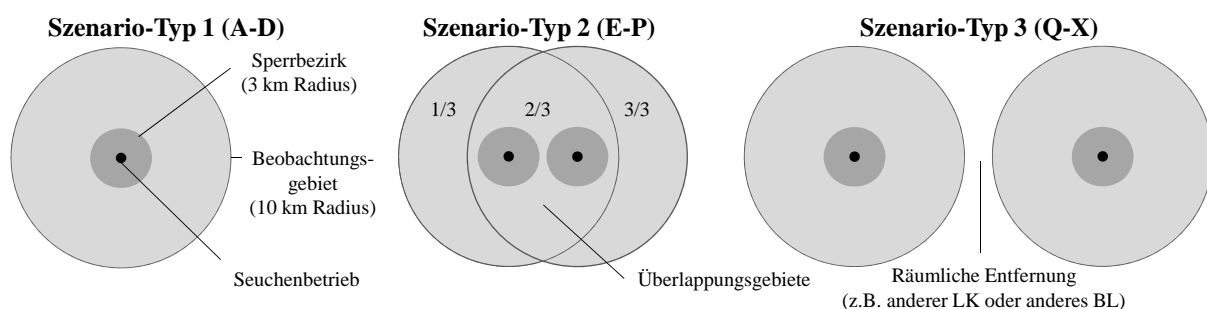 Szenario-Typ 1 (A-D)
Sperrbezirk
(3 km Radius)
Beobachtungs-
gebiet
(10 km Radius)
Seuchenbetrieb
Szenario-Typ 2 (E-P)
1/3
2/3
3/3
Überlappungsgebiete
Szenario-Typ 3 (Q-X)
Räumliche Entfernung
(z.B. anderer LK oder anderes BL)